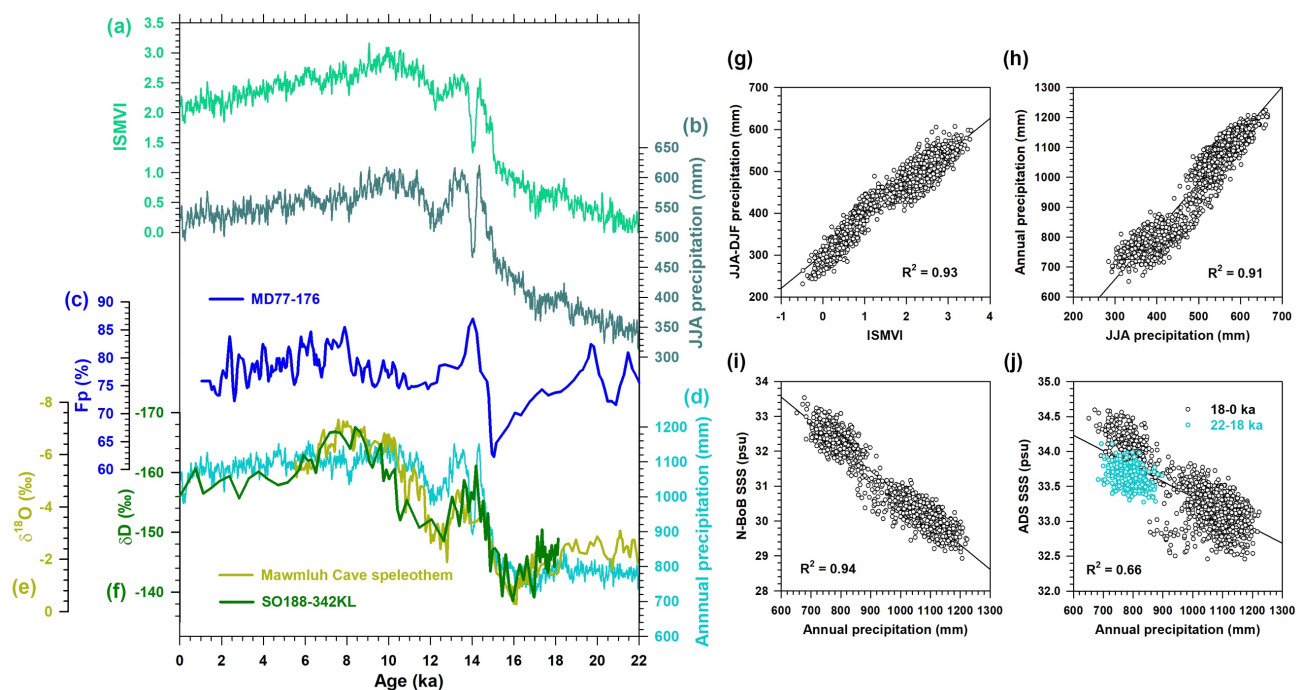 (a)
3.5
3.0
2.5
2.0
1.5
1.0
0.5
0.0
ISMVI
(b)
650
600
550
500
450
400
350
300
JJA precipitation (mm)
(c)
MD77-176
90
85
80
75
70
65
60
Fp (%)
(d)
1200
1100
1000
900
800
700
600
Annnual precipitation (mm)
-8
-6
-4
-2
0
δ18O (‰)
(e)
-170
-160
-150
-140
δD (‰)
(f)
Mawmluh Cave speleothem
SO188-342KL
0 2 4 6 8 10 12 14 16 18 20 22
Age (ka)
(g)
700
600
500
400
300
200
JJA-DJF precipitation (mm)
R2 = 0.93
-1 0 1 2 3 4
ISMVI
(h)
1300
1200
1100
1000
900
800
700
600
Annual precipitation (mm)
R2 = 0.91
200 300 400 500 600 700
JJA precipitation (mm)
(i)
34
33
32
31
30
29
28
N-BoB SSS (psu)
R2 = 0.94
600 700 800 900 1000 1100 1200 1300
Annual precipitation (mm)
(j)
35.0
34.5
34.0
33.5
33.0
32.5
32.0
ADS SSS (psu)
18-0 ka
22-18 ka
R2 = 0.66
600 700 800 900 1000 1100 1200 1300
Annual precipitation (mm)